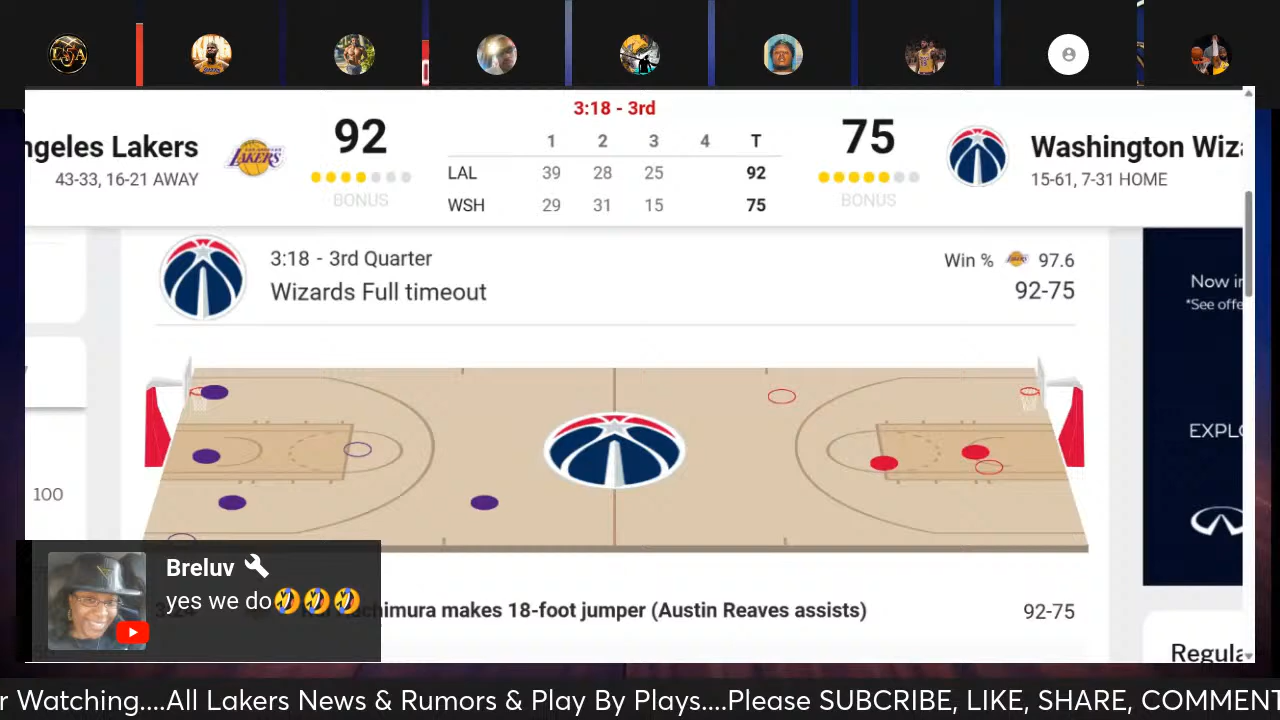 ngeles Lakers
43-33, 16-21 AWAY
LAKERS
92
BONUS
3:18 - 3rd
1 2 3 4 T
LAL 39 28 25 92
WSH 29 31 15 75
75
BONUS
Washington Wiz
15-61, 7-31 HOME
3:18 - 3rd Quarter
Wizards Full timeout
Win % 97.6
92-75
Now in
*See offe
EXPL
100
Breluv
yes we do🤣🤣🤣
achimura makes 18-foot jumper (Austin Reaves assists)
92-75
Regula
r Watching....All Lakers News & Rumors & Play By Plays....Please SUBCRIBE, LIKE, SHARE, COMMENT